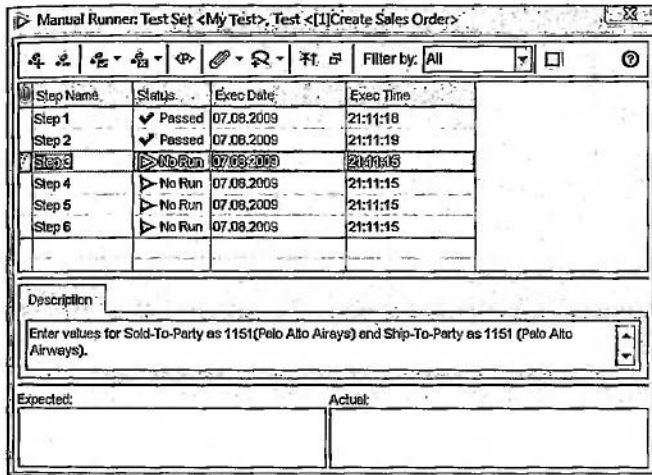 Manual Runner: Test Set <My Test>, Test <[1]Create Sales Order>
Filter by: All
Step Name Status Exec Date Exec Time
Step 1 Passed 07.08.2009 21:11:18
Step 2 Passed 07.08.2009 21:11:19
Step 3 No Run 07.08.2009 21:11:15
Step 4 No Run 07.08.2009 21:11:15
Step 5 No Run 07.08.2009 21:11:15
Step 6 No Run 07.08.2009 21:11:15
Description
Enter values for Sold-To-Party as 1151(Palo Alto Airays) and Ship-To-Party as 1151 (Palo Alto
Airways).
Expected: Actual: